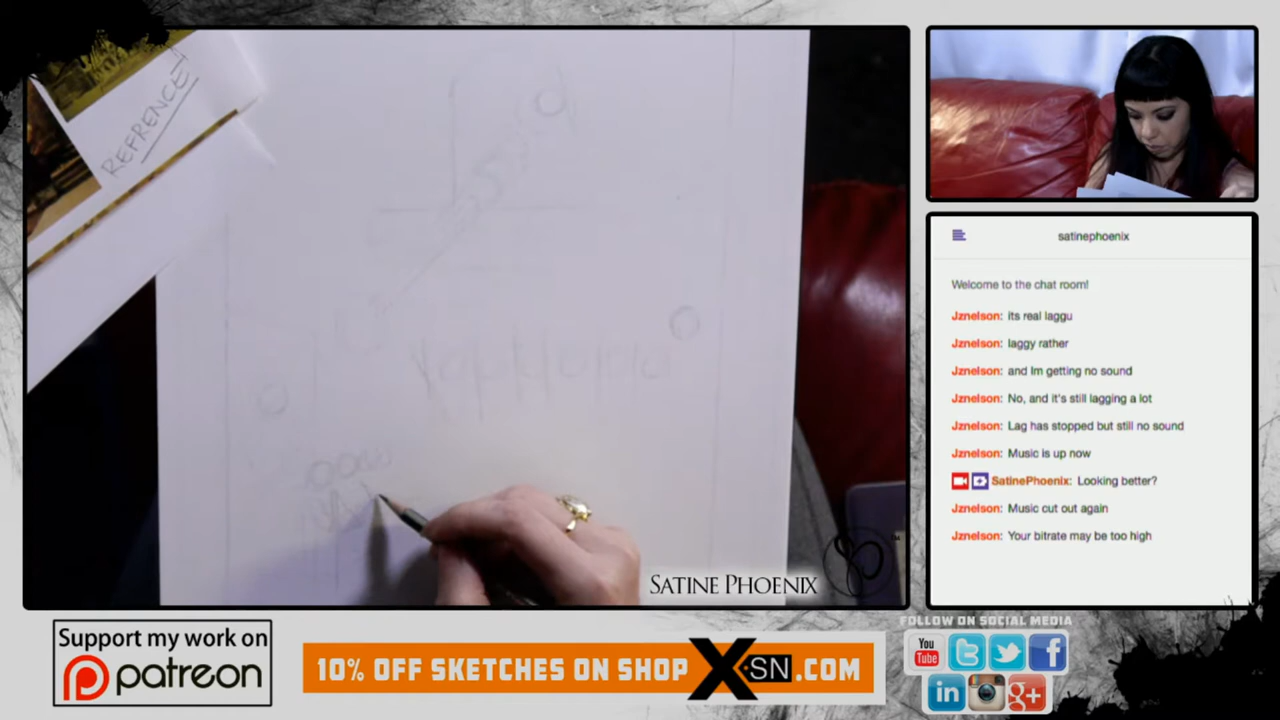 REFRENCE
SATINE PHOENIX
satinephoenix
Welcome to the chat room!
Jznelson: its real laggu
Jznelson: laggy rather
Jznelson: and Im getting no sound
Jznelson: No, and it's still lagging a lot
Jznelson: Lag has stopped but still no sound
Jznelson: Music is up now
SatinePhoenix: Looking better?
Jznelson: Music cut out again
Jznelson: Your bitrate may be too high
Support my work on
patreon
10% OFF SKETCHES ON SHOP X-SN.COM
FOLLOW ON SOCIAL MEDIA
You
Tube
in
g+